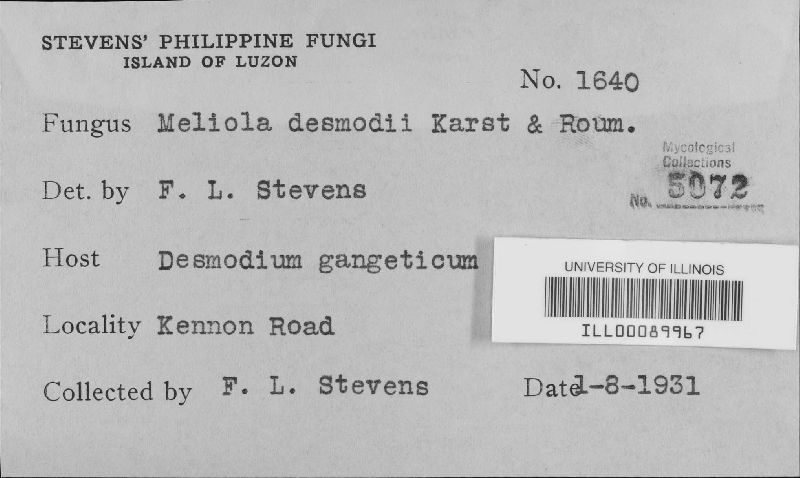 STEVENS' PHILIPPINE FUNGI
ISLAND OF LUZON
No. 1640
Fungus Meliola desmodii Karst & Roum.
Mycological
Collections
No. 5072
Det. by F. L. Stevens
Host Desmodium gangeticum
UNIVERSITY OF ILLINOIS
ILL00089967
Locality Kennon Road
Collected by F. L. Stevens Date 1-8-1931